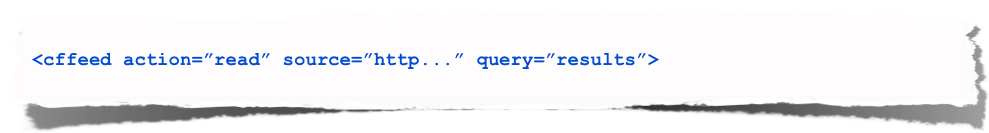 <cffeed action=”read” source=”http...” query=”results”>